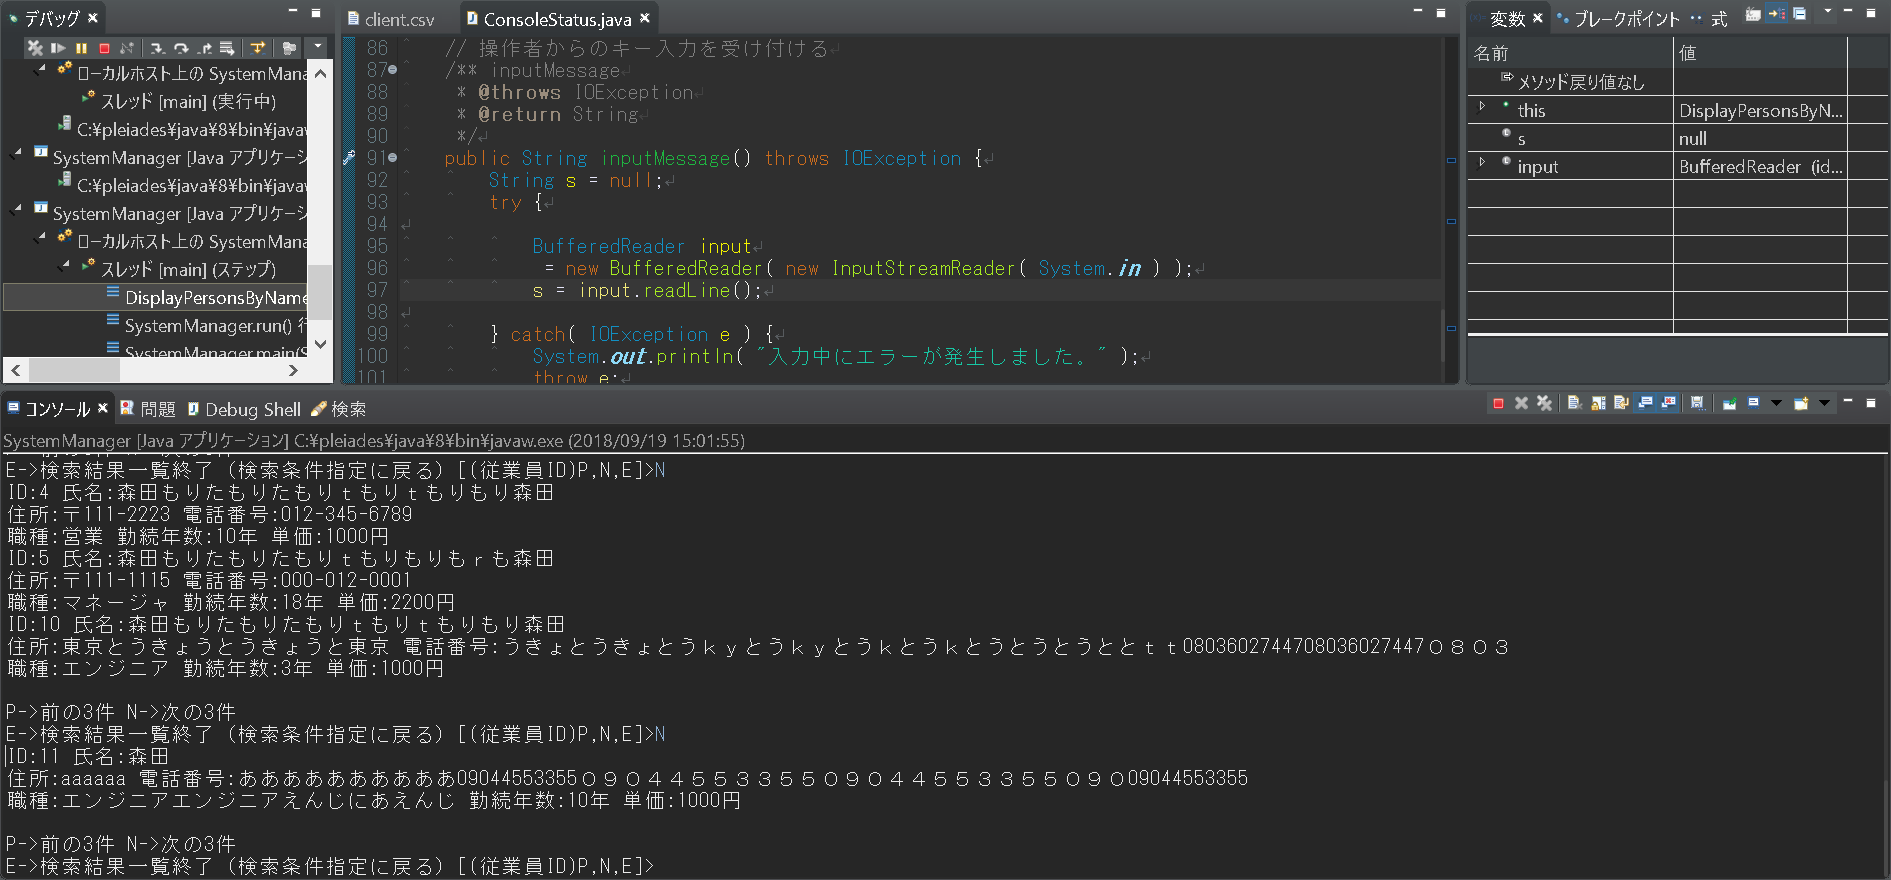 デバッグ
ローカルホスト上の SystemMana
スレッド [main] (実行中)
C:¥pleiades¥java¥8¥bin¥javaw
SystemManager [Java アプリケーシ
C:¥pleiades¥java¥8¥bin¥javaw
SystemManager [Java アプリケーシ
ローカルホスト上の SystemMana
スレッド [main] (ステップ)
DisplayPersonsByName
SystemManager.run() 行
SystemManager.main(S
client.csv ConsoleStatus.java
86 // 操作者からのキー入力を受け付ける
87 /** inputMessage
88 * @throws IOException
89 * @return String
90 */
91 public String inputMessage() throws IOException {
92 String s = null;
93 try {
94
95 BufferedReader input
96 = new BufferedReader( new InputStreamReader( System.in ) );
97 s = input.readLine();
98
99 } catch( IOException e ) {
100 System.out.println( "入力中にエラーが発生しました。" );
101 throw e;
変数 ブレークポイント 式
名前 値
メソッド戻り値なし
this DisplayPersonsByN...
s null
input BufferedReader (id...
コンソール 問題 Debug Shell 検索
SystemManager [Java アプリケーション] C:¥pleiades¥java¥8¥bin¥javaw.exe (2018/09/19 15:01:55)
P->前の3件 N->次の3件
E->検索結果一覧終了（検索条件指定に戻る）[(従業員ID)P,N,E]>N
ID:4 氏名:森田もりたもりたもりｔもりｔもりもり森田
住所:〒111-2223 電話番号:012-345-6789
職種:営業 勤続年数:10年 単価:1000円
ID:5 氏名:森田もりたもりたもりｔもりもりもｒも森田
住所:〒111-1115 電話番号:000-012-0001
職種:マネージャ 勤続年数:18年 単価:2200円
ID:10 氏名:森田もりたもりたもりｔもりｔもりもり森田
住所:東京とうきょうとうきょうと東京 電話番号:うきょとうきょとうｋｙとうｋｙとうｋとうｋとうとうとうととｔｔ0803602744708036027447０８０３
職種:エンジニア 勤続年数:3年 単価:1000円
P->前の3件 N->次の3件
E->検索結果一覧終了（検索条件指定に戻る）[(従業員ID)P,N,E]>N
ID:11 氏名:森田
住所:aaaaaa 電話番号:ああああああああああ09044553355０９０４４５５３３５５０９０４４５５３３５５０９０09044553355
職種:エンジニアエンジニアえんじにあえんじ 勤続年数:10年 単価:1000円
P->前の3件 N->次の3件
E->検索結果一覧終了（検索条件指定に戻る）[(従業員ID)P,N,E]>